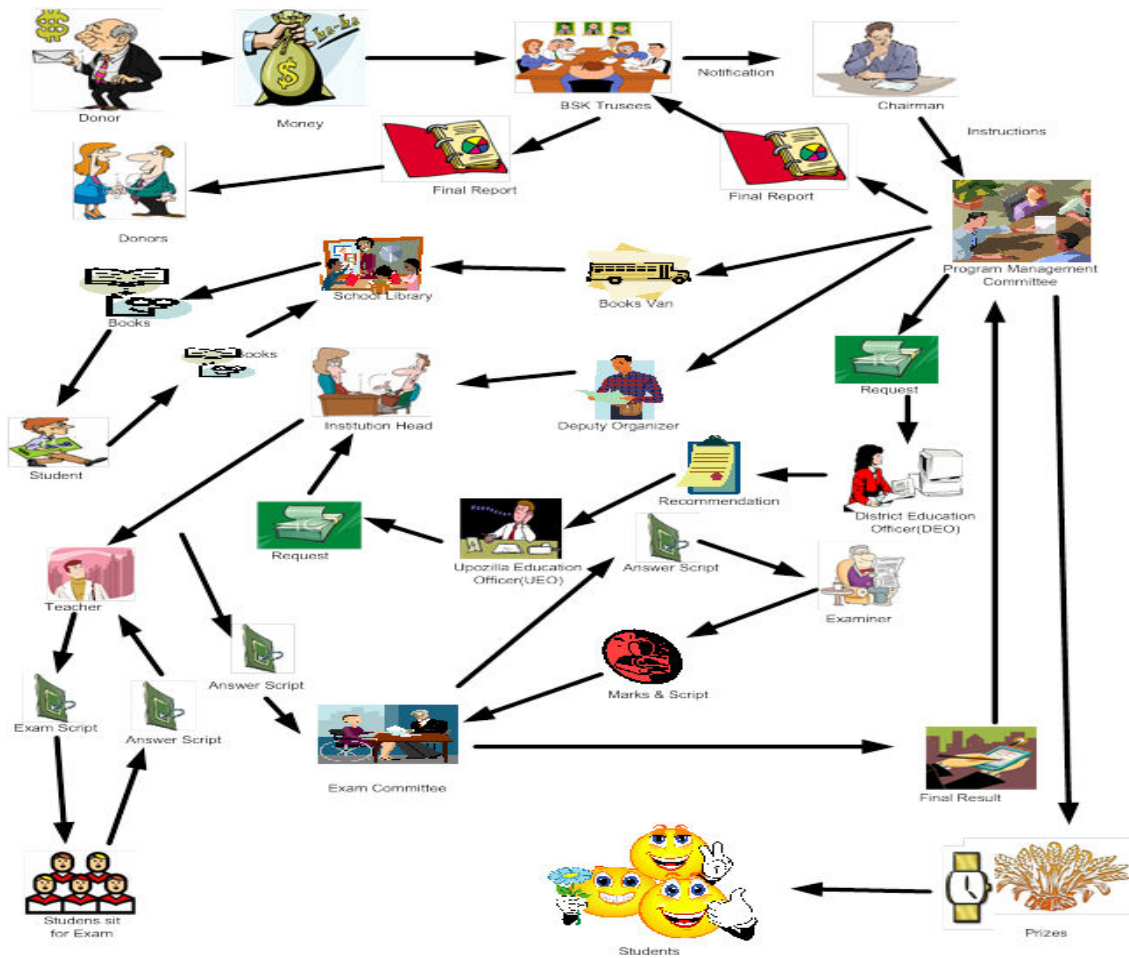 ha-ha
Notification
Donor
Money
BSK Trusees
Chairman
Instructions
Final Report
Final Report
Donors
School Library
Books Van
Program Management
Committee
Books
Books
Request
Institution Head
Deputy Organizer
Student
Recommendation
District Education
Officer(DEO)
Request
Upozilla Education
Officer(UEO)
Answer Script
Teacher
Examiner
Answer Script
Marks & Script
Exam Script
Answer Script
Exam Committee
Final Result
Studens sit
for Exam
Students
Prizes